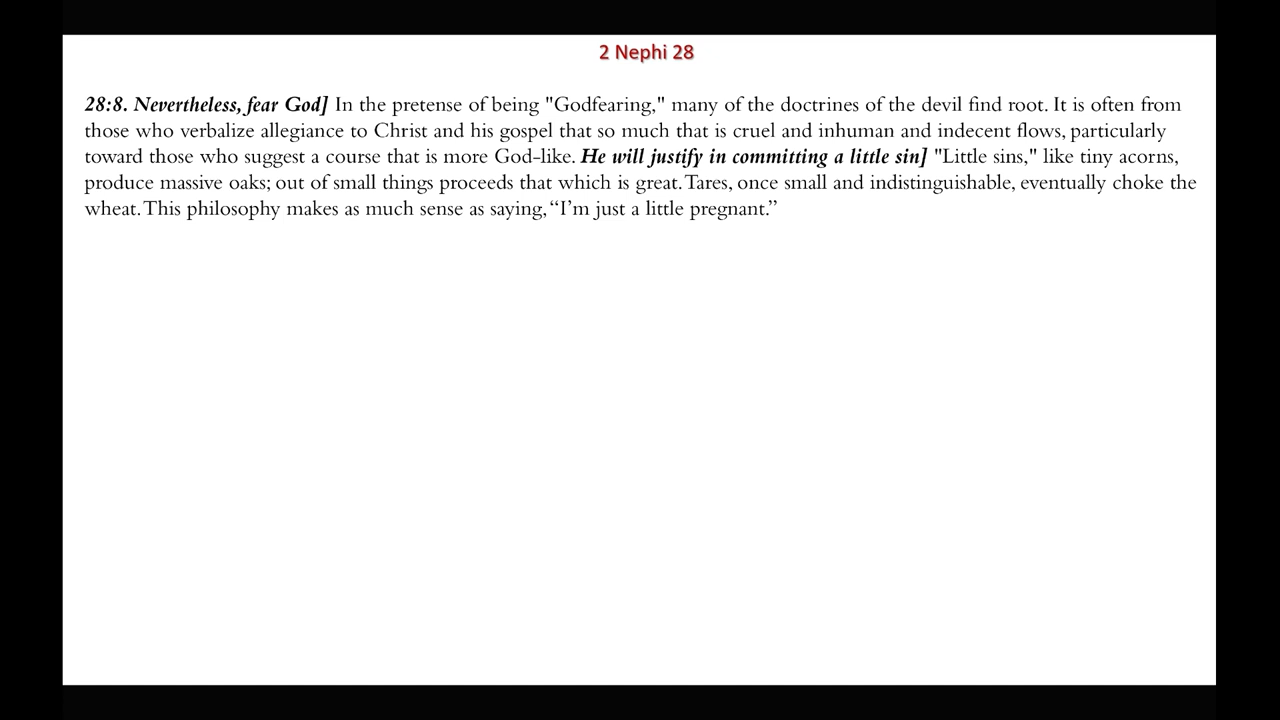 2 Nephi 28
28:8. Nevertheless, fear God] In the pretense of being "Godfearing," many of the doctrines of the devil find root. It is often from
those who verbalize allegiance to Christ and his gospel that so much that is cruel and inhuman and indecent flows, particularly
toward those who suggest a course that is more God-like. He will justify in committing a little sin] "Little sins," like tiny acorns,
produce massive oaks; out of small things proceeds that which is great. Tares, once small and indistinguishable, eventually choke the
wheat. This philosophy makes as much sense as saying, “I’m just a little pregnant.”